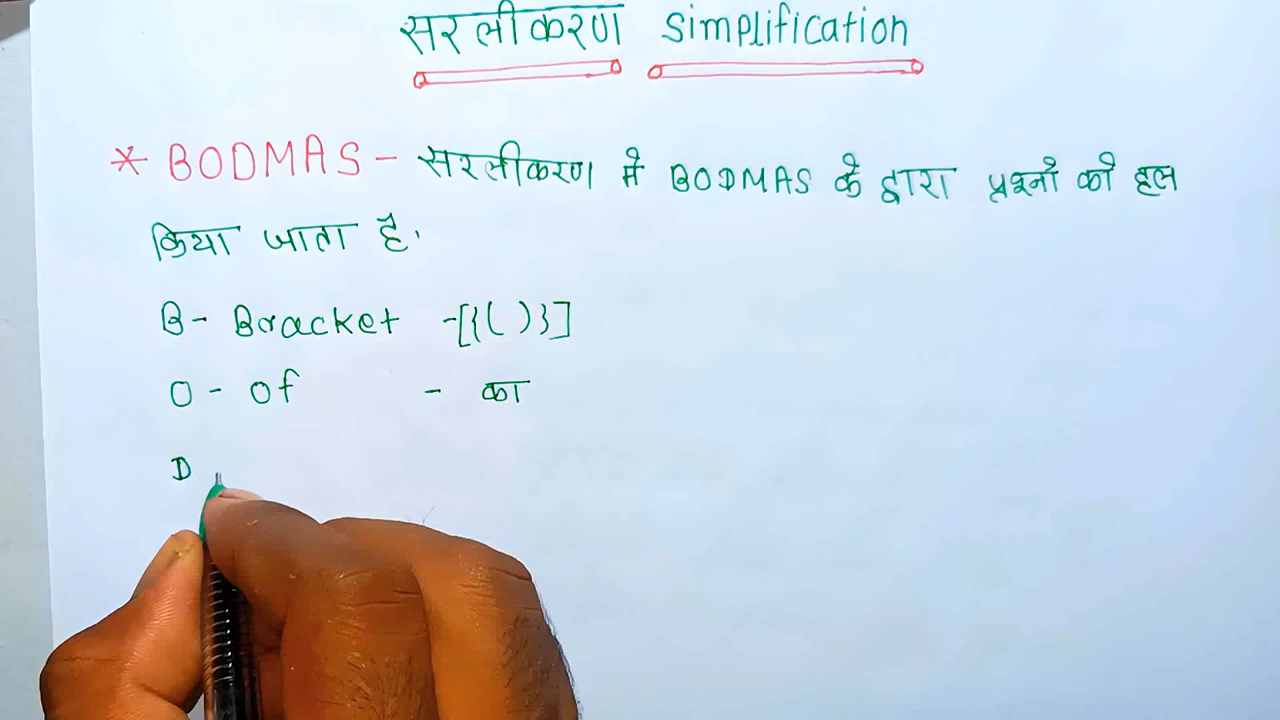 सरलीकरण simplification
* BODMAS - सरलीकरण में BODMAS के द्वारा प्रश्नों को हल
किया जाता है.
B- Bracket -[{( )}]
O - of - का
D